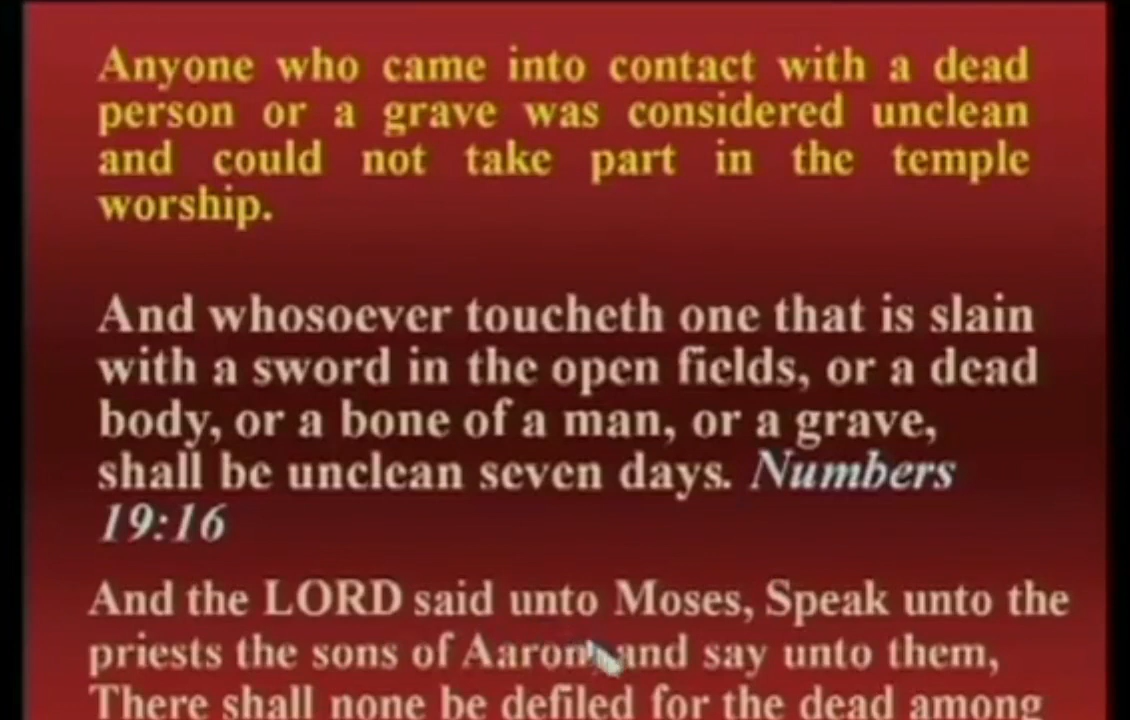 Anyone who came into contact with a dead
person or a grave was considered unclean
and could not take part in the temple
worship.
And whosoever toucheth one that is slain
with a sword in the open fields, or a dead
body, or a bone of a man, or a grave,
shall be unclean seven days. Numbers
19:16
And the LORD said unto Moses, Speak unto the
priests the sons of Aaron and say unto them,
There shall none be defiled for the dead among